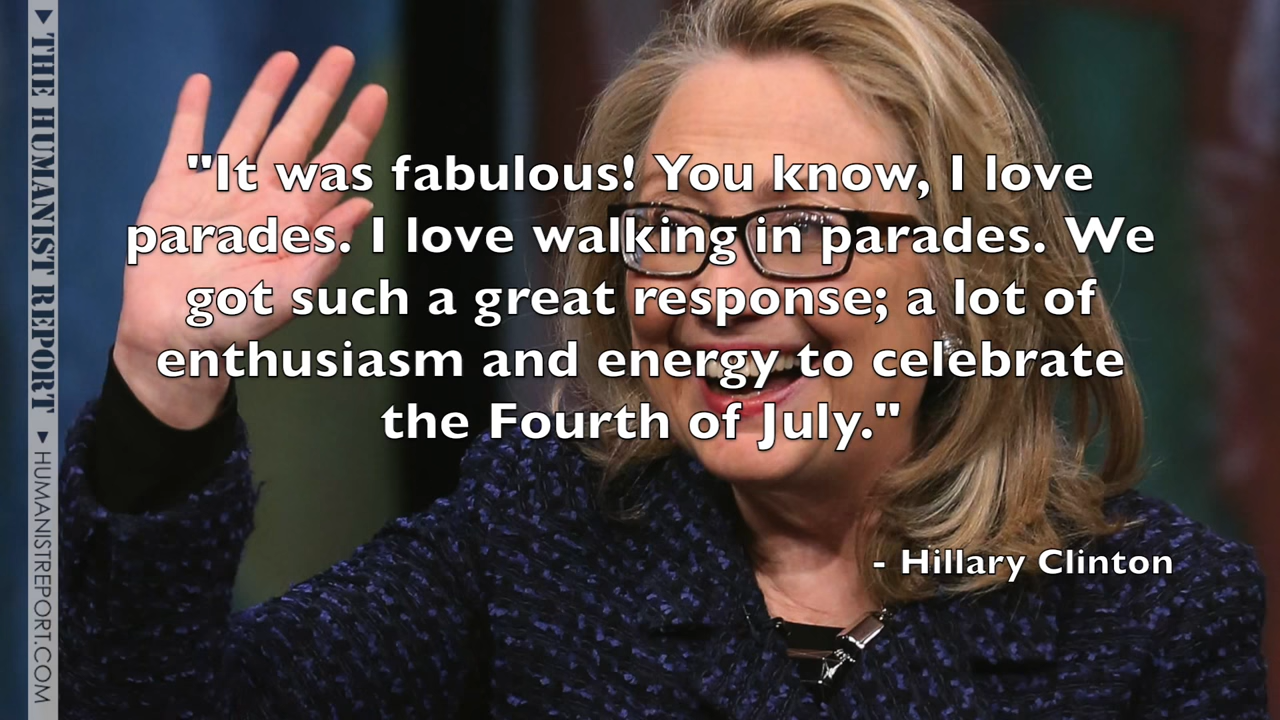 "It was fabulous! You know, I love
parades. I love walking in parades. We
got such a great response; a lot of
enthusiasm and energy to celebrate
the Fourth of July."
- Hillary Clinton
THE HUMANIST REPORT
HUMANISTREPORT.COM